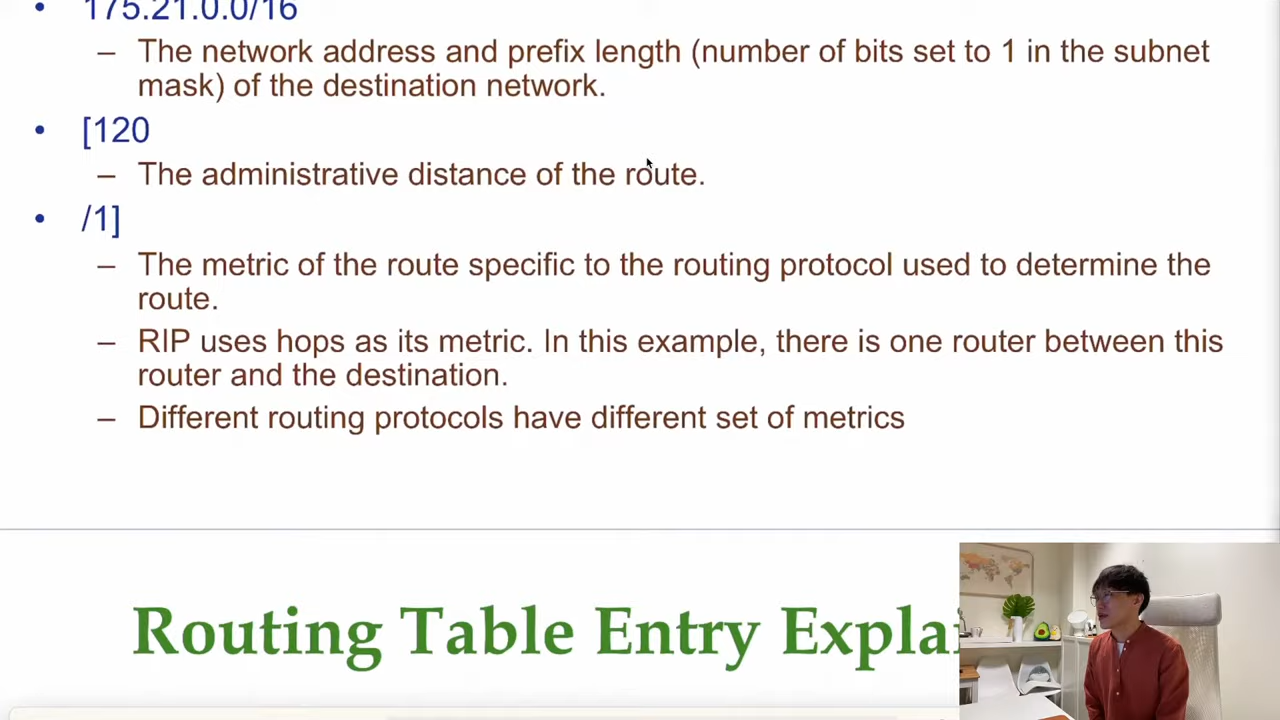 • 175.21.0.0/16
– The network address and prefix length (number of bits set to 1 in the subnet
mask) of the destination network.
• [120
– The administrative distance of the route.
• /1]
– The metric of the route specific to the routing protocol used to determine the
route.
– RIP uses hops as its metric. In this example, there is one router between this
router and the destination.
– Different routing protocols have different set of metrics
Routing Table Entry Explai